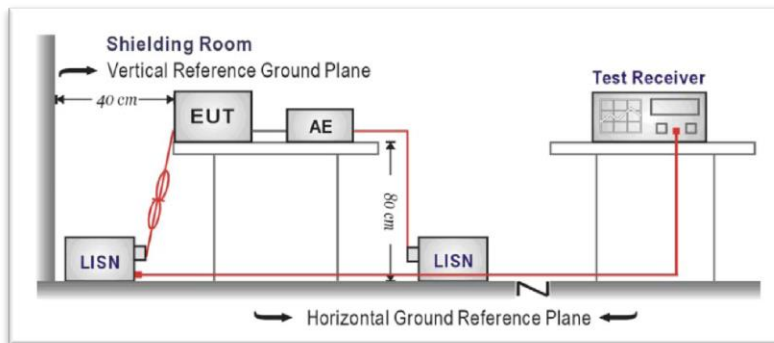 Shielding Room
Vertical Reference Ground Plane
Test Receiver
40 cm
EUT
AE
80 cm
LISN
LISN
Horizontal Ground Reference Plane